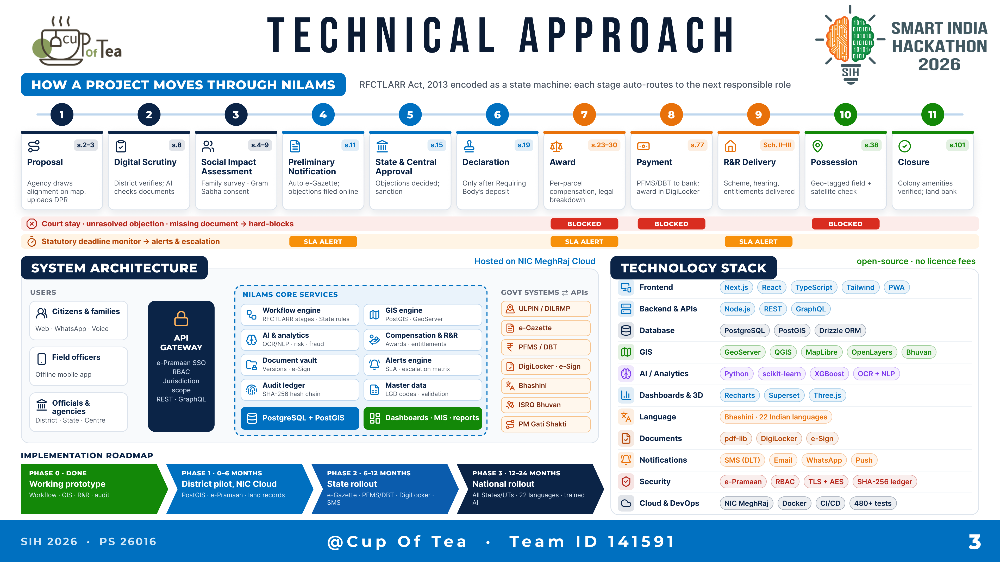 cuP of Tea
TECHNICAL APPROACH
SIH
SMART INDIA
HACKATHON
2026
HOW A PROJECT MOVES THROUGH NILAMS
RFCTLARR Act, 2013 encoded as a state machine: each stage auto-routes to the next responsible role
1 2 3 4 5 6 7 8 9 10 11
s.2–3
Proposal
Agency draws
alignment on map,
uploads DPR
s.8
Digital Scrutiny
District verifies; AI
checks documents
s.4–9
Social Impact
Assessment
Family survey · Gram
Sabha consent
s.11
Preliminary
Notification
Auto e-Gazette;
objections filed online
s.15
State & Central
Approval
Objections decided;
sanction
s.19
Declaration
Only after Requiring
Body’s deposit
s.23–30
Award
Per-parcel
compensation, legal
breakdown
s.77
Payment
PFMS/DBT to bank;
award in DigiLocker
Sch. II–III
R&R Delivery
Scheme, hearing,
entitlements delivered
s.38
Possession
Geo-tagged field +
satellite check
s.101
Closure
Colony amenities
verified; land bank
Court stay · unresolved objection · missing document → hard-blocks
BLOCKED
BLOCKED
BLOCKED
Statutory deadline monitor → alerts & escalation
SLA ALERT
SLA ALERT
SLA ALERT
SYSTEM ARCHITECTURE
Hosted on NIC MeghRaj Cloud
USERS
Citizens & families
Web · WhatsApp · Voice
Field officers
Offline mobile app
Officials &
agencies
District · State · Centre
API
GATEWAY
e-Pramaan SSO
RBAC
Jurisdiction
scope
REST · GraphQL
NILAMS CORE SERVICES
Workflow engine
RFCTLARR stages · State rules
GIS engine
PostGIS · GeoServer
AI & analytics
OCR/NLP · risk · fraud
Compensation & R&R
Awards · entitlements
Document vault
Versions · e-Sign
Alerts engine
SLA · escalation matrix
Audit ledger
SHA-256 hash chain
Master data
LGD codes · validation
PostgreSQL + PostGIS
Dashboards · MIS · reports
GOVT SYSTEMS ⇄ APIs
ULPIN / DILRMP
e-Gazette
PFMS / DBT
DigiLocker · e-Sign
Bhashini
ISRO Bhuvan
PM Gati Shakti
IMPLEMENTATION ROADMAP
PHASE 0 · DONE
Working prototype
Workflow · GIS · R&R · audit
PHASE 1 · 0–6 MONTHS
District pilot, NIC Cloud
PostGIS · e-Pramaan · land records
PHASE 2 · 6–12 MONTHS
State rollout
e-Gazette · PFMS/DBT · DigiLocker ·
SMS
PHASE 3 · 12–24 MONTHS
National rollout
All States/UTs · 22 languages · trained
AI
TECHNOLOGY STACK
open-source · no licence fees
Frontend Next.js React TypeScript Tailwind PWA
Backend & APIs Node.js REST GraphQL
Database PostgreSQL PostGIS Drizzle ORM
GIS GeoServer QGIS MapLibre OpenLayers Bhuvan
AI / Analytics Python scikit-learn XGBoost OCR + NLP
Dashboards & 3D Recharts Superset Three.js
Language Bhashini · 22 Indian languages
Documents pdf-lib DigiLocker e-Sign
Notifications SMS (DLT) Email WhatsApp Push
Security e-Pramaan RBAC TLS + AES SHA-256 ledger
Cloud & DevOps NIC MeghRaj Docker CI/CD 480+ tests
SIH 2026 · PS 26016
@Cup Of Tea · Team ID 141591
3